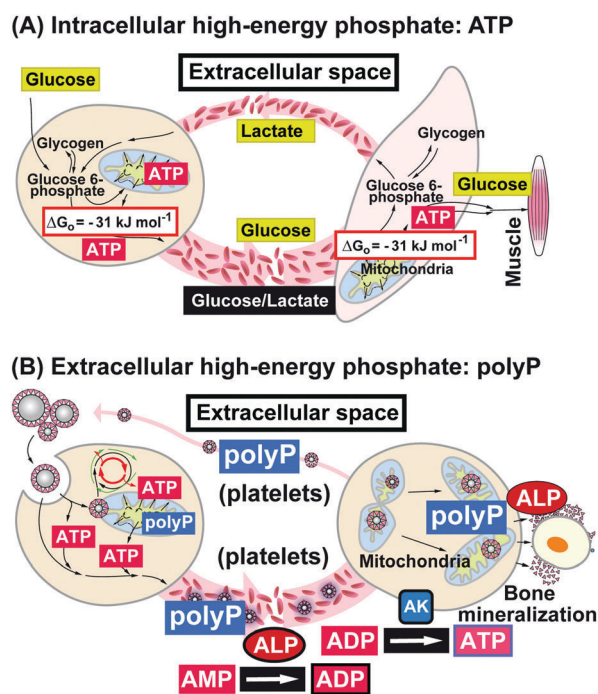 (A) Intracellular high-energy phosphate: ATP
Extracellular space
Glucose
Lactate
Glycogen
Glucose 6-
phosphate
ATP
ΔGo = - 31 kJ mol-1
ATP
Glucose
Glucose/Lactate
Glycogen
Glucose 6-
phosphate
Glucose
ATP
ΔGo = - 31 kJ mol-1
Mitochondria
Muscle
(B) Extracellular high-energy phosphate: polyP
Extracellular space
polyP
(platelets)
ATP
polyP
ATP
ATP
(platelets)
polyP
ALP
polyP
Mitochondria
Bone
mineralization
AK
ALP
ADP
ATP
AMP
ADP